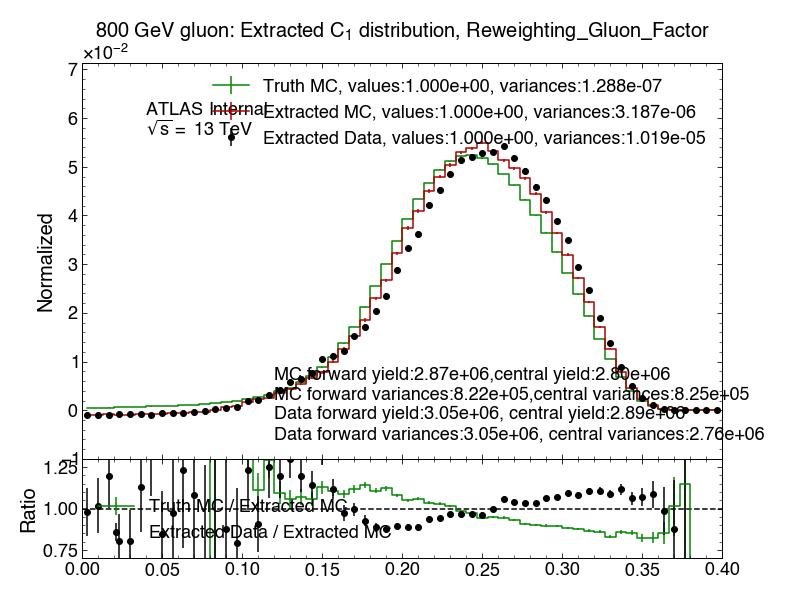 800 GeV gluon: Extracted C₁ distribution, Reweighting_Gluon_Factor
×10⁻²
Truth MC, values:1.000e+00, variances:1.288e-07
ATLAS Internal
Extracted MC, values:1.000e+00, variances:3.187e-06
√s = 13 TeV
Extracted Data, values:1.000e+00, variances:1.019e-05
7
6
5
4
3
2
1
0
Normalized
MC forward yield:2.87e+06,central yield:2.80e+06
MC forward variances:8.22e+05,central variances:8.25e+05
Data forward yield:3.05e+06, central yield:2.89e+06
Data forward variances:3.05e+06, central variances:2.76e+06
1.25
1.00
0.75
Ratio
Truth MC / Extracted MC
Extracted Data / Extracted MC
0.00 0.05 0.10 0.15 0.20 0.25 0.30 0.35 0.40